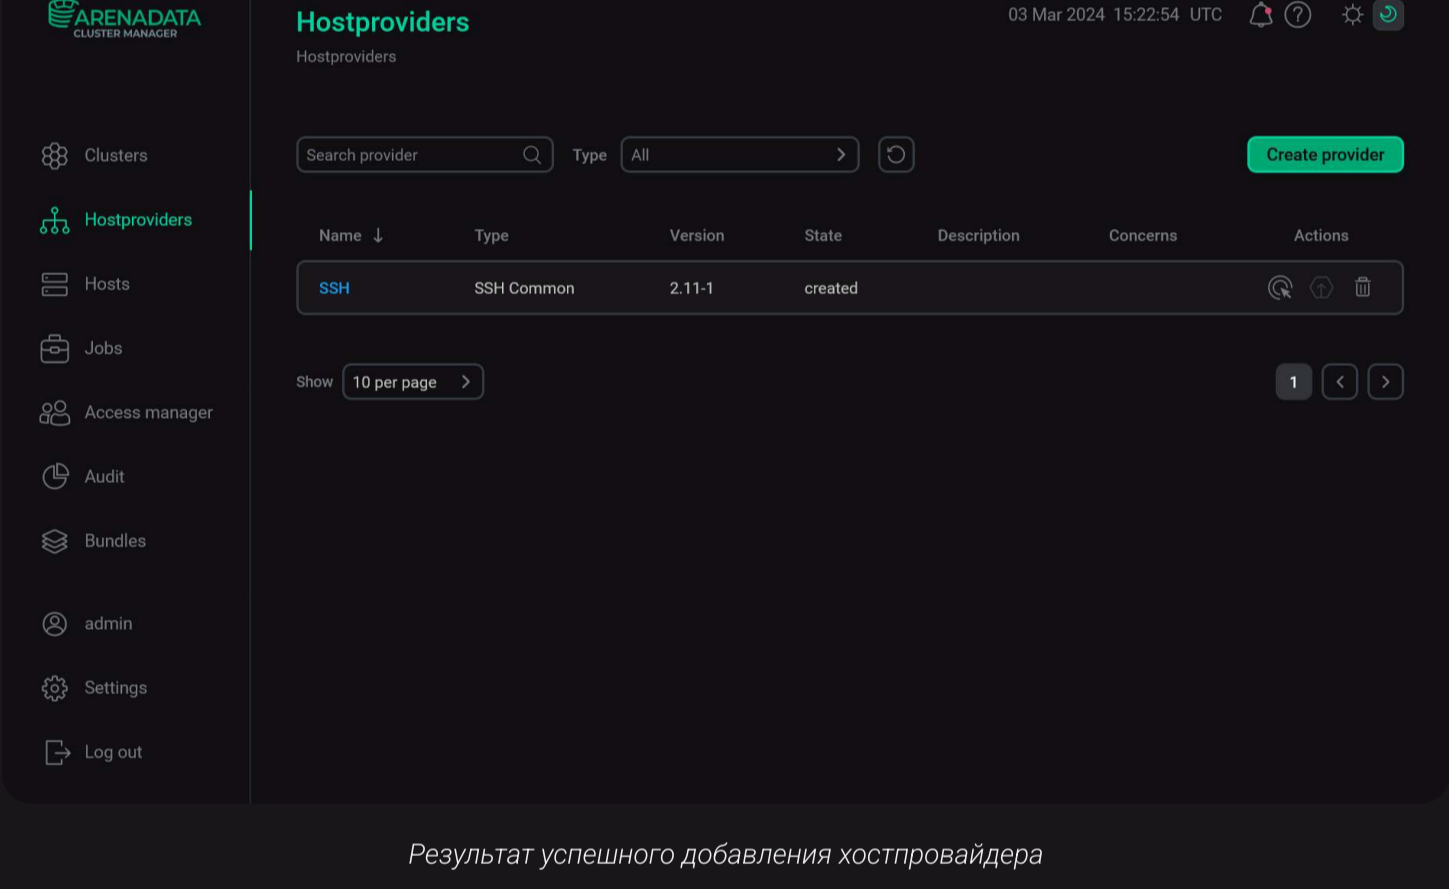 ARENADATA
CLUSTER MANAGER
Hostproviders
03 Mar 2024 15:22:54 UTC
Hostproviders
Clusters
Hostproviders
Hosts
Jobs
Access manager
Audit
Bundles
admin
Settings
Log out
Search provider
Type
All
Create provider
Name Type Version State Description Concerns Actions
SSH SSH Common 2.11-1 created
Show 10 per page 1
Результат успешного добавления хостпровайдера